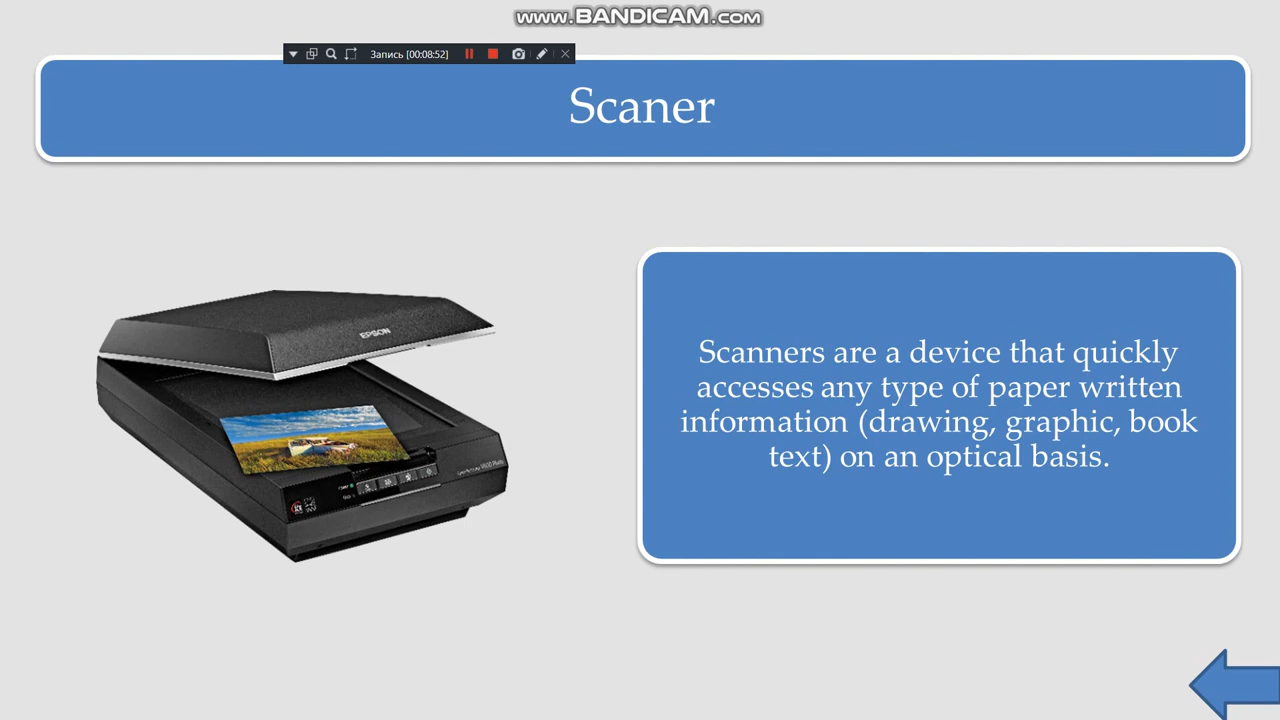 www.BANDICAM.com
Запись [00:08:52]
Scaner
EPSON
Scanners are a device that quickly
accesses any type of paper written
information (drawing, graphic, book
text) on an optical basis.